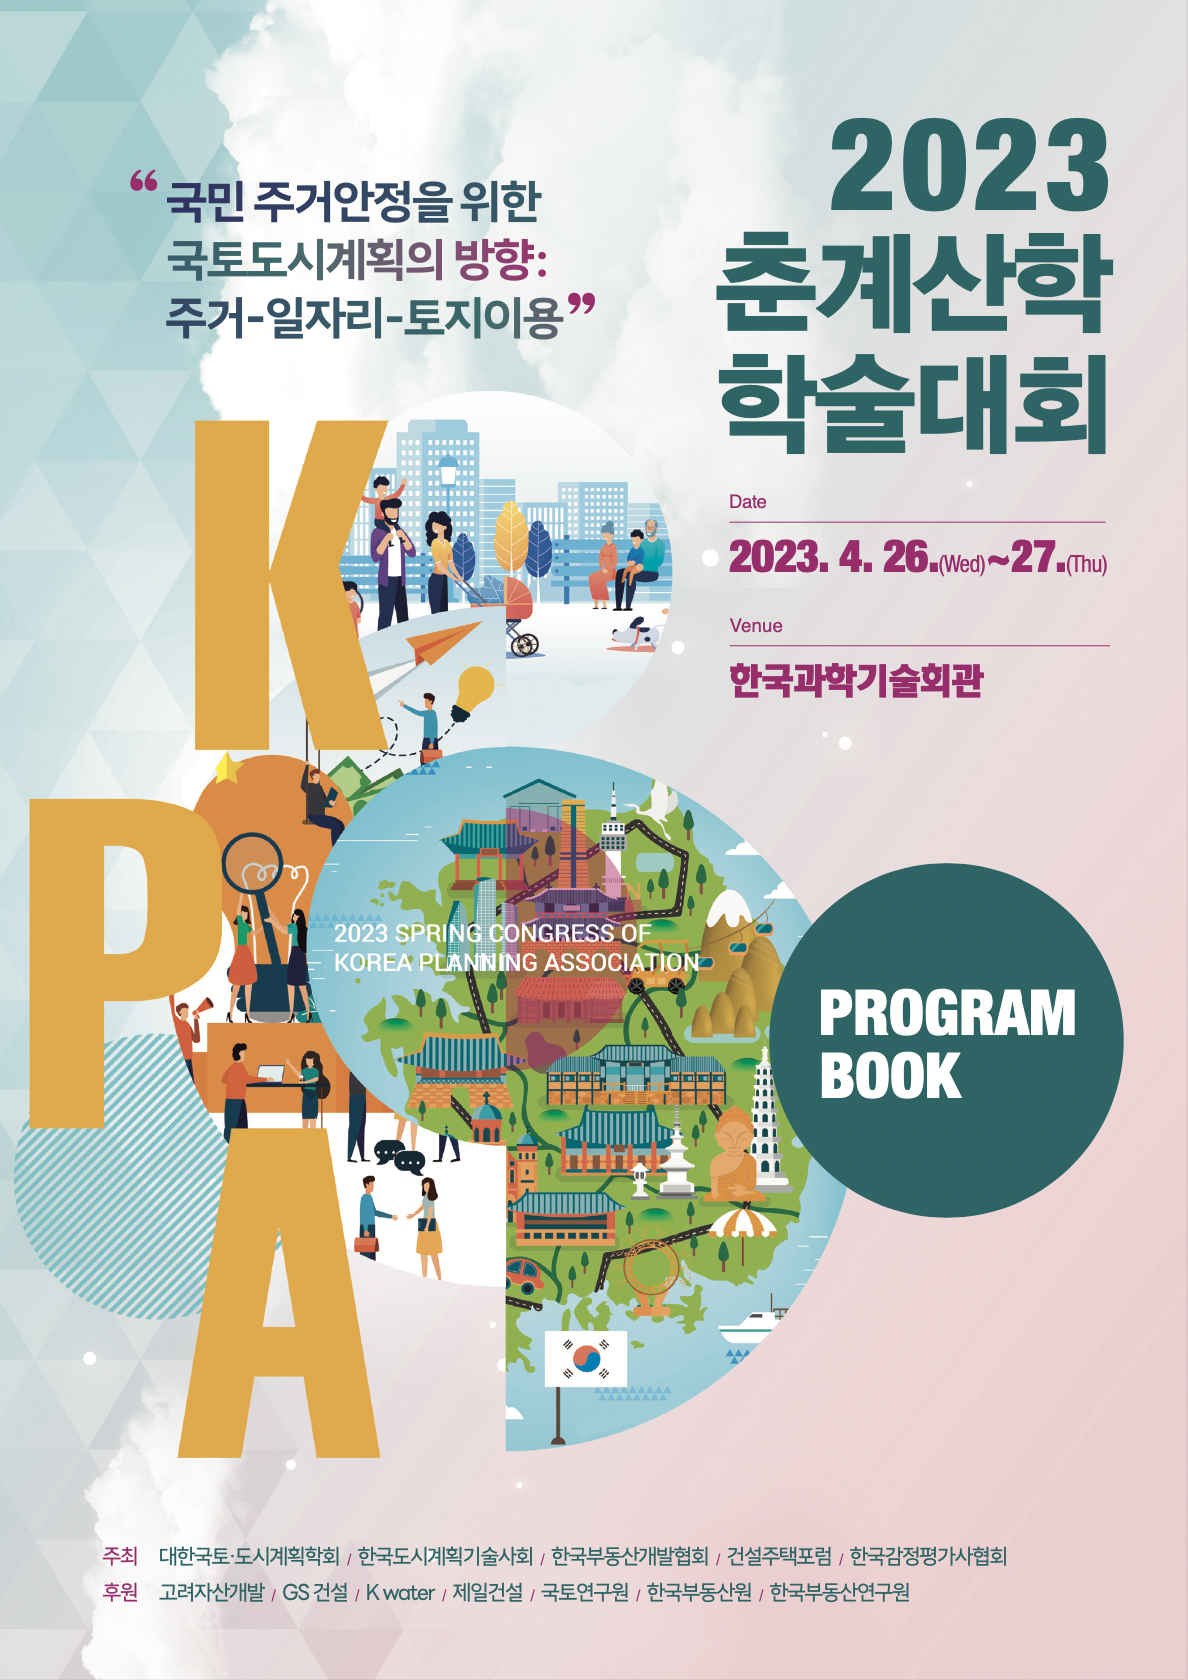 “국민 주거안정을 위한
국토도시계획의 방향:
주거-일자리-토지이용”
2023
춘계산학
학술대회
Date
2023. 4. 26.(Wed)~27.(Thu)
Venue
한국과학기술회관
K
P
A
2023 SPRING CONGRESS OF
KOREA PLANNING ASSOCIATION
PROGRAM
BOOK
주최 대한국토·도시계획학회 / 한국도시계획기술사회 / 한국부동산개발협회 / 건설주택포럼 / 한국감정평가사협회
후원 고려자산개발 / GS 건설 / K water / 제일건설 / 국토연구원 / 한국부동산원 / 한국부동산연구원